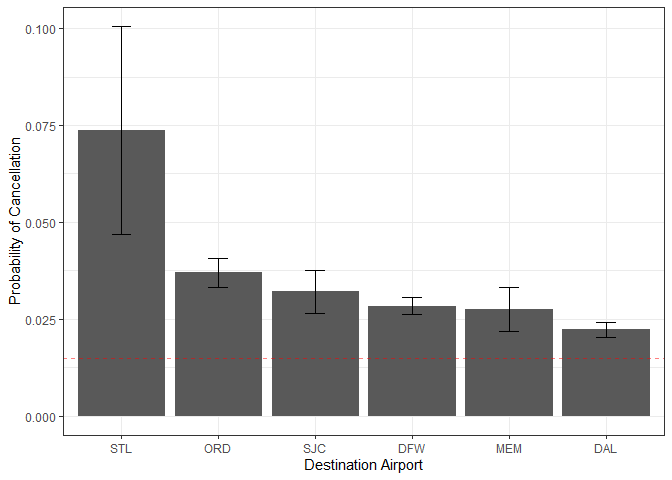 0.100
0.075
0.050
0.025
0.000
Probability of Cancellation
STL ORD SJC DFW MEM DAL
Destination Airport